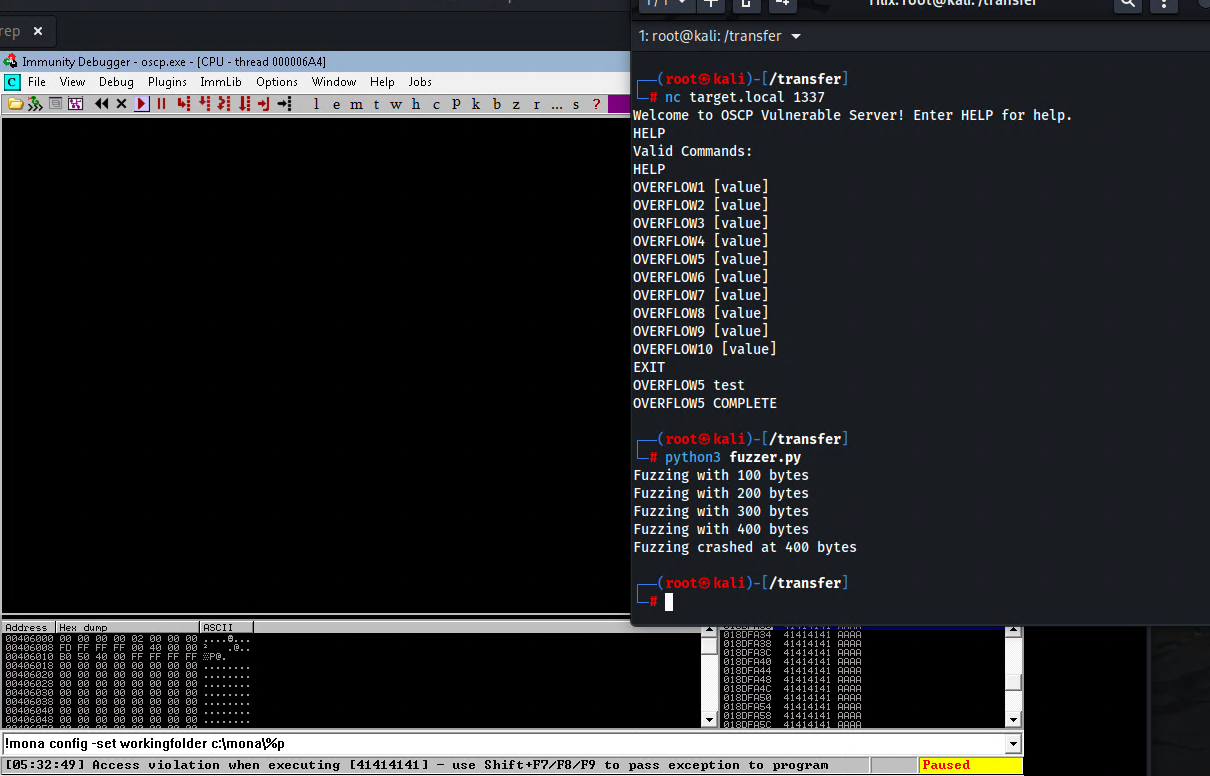 rep ×
1 / 1
Tilix: root@kali: /transfer
1: root@kali: /transfer
Immunity Debugger - oscp.exe - [CPU - thread 000006A4]
C File View Debug Plugins ImmLib Options Window Help Jobs
l e m t w h c P k b z r ... s ?
┌──(root㉿kali)-[/transfer]
└─# nc target.local 1337
Welcome to OSCP Vulnerable Server! Enter HELP for help.
HELP
Valid Commands:
HELP
OVERFLOW1 [value]
OVERFLOW2 [value]
OVERFLOW3 [value]
OVERFLOW4 [value]
OVERFLOW5 [value]
OVERFLOW6 [value]
OVERFLOW7 [value]
OVERFLOW8 [value]
OVERFLOW9 [value]
OVERFLOW10 [value]
EXIT
OVERFLOW5 test
OVERFLOW5 COMPLETE
┌──(root㉿kali)-[/transfer]
└─# python3 fuzzer.py
Fuzzing with 100 bytes
Fuzzing with 200 bytes
Fuzzing with 300 bytes
Fuzzing with 400 bytes
Fuzzing crashed at 400 bytes
┌──(root㉿kali)-[/transfer]
└─#
Address Hex dump ASCII
00406000 00 00 00 00 02 00 00 00 ....☻...
00406008 FD FF FF FF 00 40 00 00 ² .@..
00406010 00 50 40 00 FF FF FF FF .P@.
00406018 00 00 00 00 00 00 00 00 ........
00406020 00 00 00 00 00 00 00 00 ........
00406028 00 00 00 00 00 00 00 00 ........
00406030 00 00 00 00 00 00 00 00 ........
00406038 00 00 00 00 00 00 00 00 ........
00406040 00 00 00 00 00 00 00 00 ........
00406048 00 00 00 00 00 00 00 00 ........
018DFA34 41414141 AAAA
018DFA38 41414141 AAAA
018DFA3C 41414141 AAAA
018DFA40 41414141 AAAA
018DFA44 41414141 AAAA
018DFA48 41414141 AAAA
018DFA4C 41414141 AAAA
018DFA50 41414141 AAAA
018DFA54 41414141 AAAA
018DFA58 41414141 AAAA
018DFA5C 41414141 AAAA
!mona config -set workingfolder c:\mona\%p
[05:32:49] Access violation when executing [41414141] - use Shift+F7/F8/F9 to pass exception to program
Paused